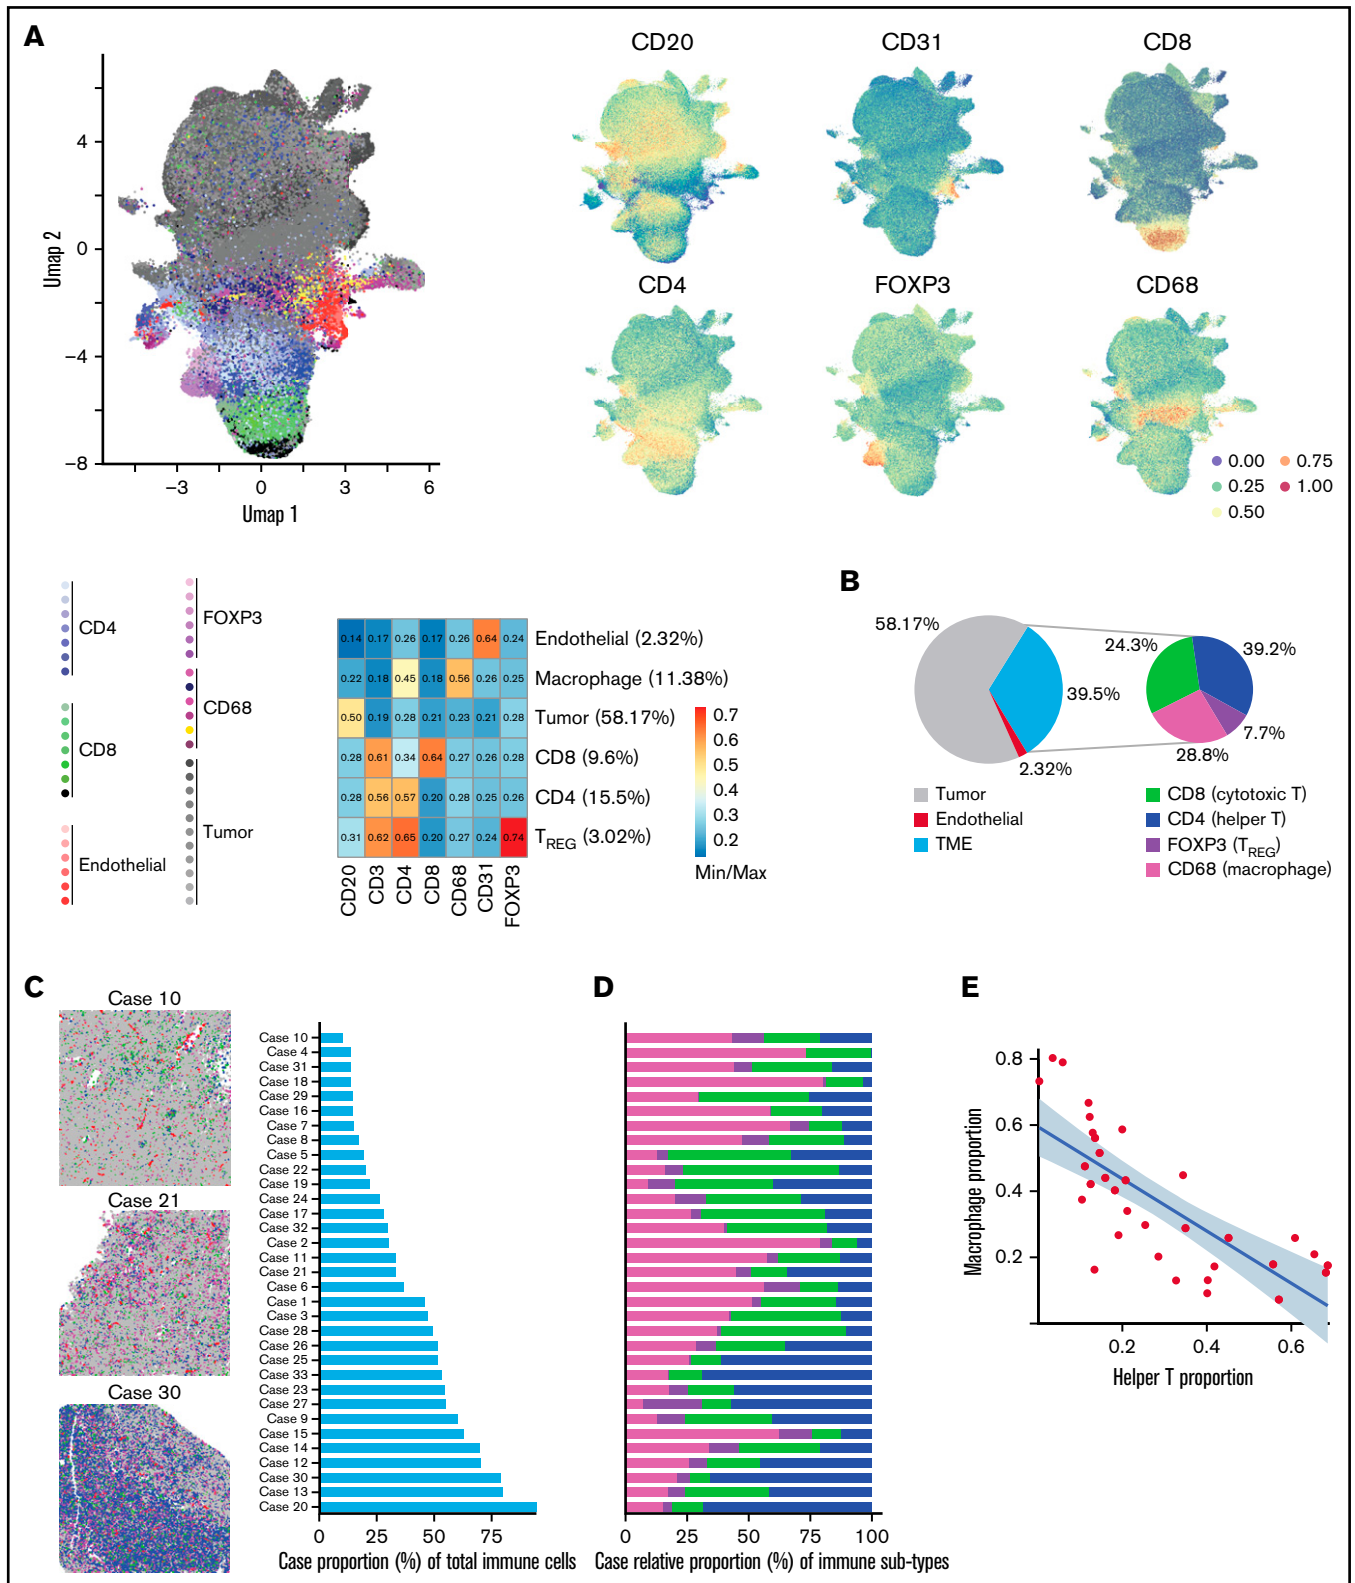 A
CD20
CD31
CD8
CD4
FOXP3
CD68
4
0
−4
−8
−3
0
3
6
Umap 2
Umap 1
0.00
0.25
0.50
0.75
1.00
CD4
CD8
Endothelial
FOXP3
CD68
Tumor
0.14 0.17 0.26 0.17 0.26 0.64 0.24 Endothelial (2.32%)
0.22 0.18 0.45 0.18 0.56 0.26 0.25 Macrophage (11.38%)
0.50 0.19 0.28 0.21 0.23 0.21 0.28 Tumor (58.17%)
0.28 0.61 0.34 0.64 0.27 0.26 0.28 CD8 (9.6%)
0.28 0.56 0.57 0.20 0.28 0.25 0.26 CD4 (15.5%)
0.31 0.62 0.65 0.20 0.27 0.24 0.74 TREG (3.02%)
CD20 CD3 CD4 CD8 CD68 CD31 FOXP3
0.7
0.6
0.5
0.4
0.3
0.2
Min/Max
B
58.17%
39.5%
2.32%
24.3%
39.2%
7.7%
28.8%
Tumor
Endothelial
TME
CD8 (cytotoxic T)
CD4 (helper T)
FOXP3 (TREG)
CD68 (macrophage)
C
Case 10
Case 21
Case 30
Case 10
Case 4
Case 31
Case 18
Case 29
Case 16
Case 7
Case 8
Case 5
Case 22
Case 19
Case 24
Case 17
Case 32
Case 2
Case 11
Case 21
Case 6
Case 1
Case 3
Case 28
Case 26
Case 25
Case 33
Case 23
Case 27
Case 9
Case 15
Case 14
Case 12
Case 30
Case 13
Case 20
0 25 50 75
Case proportion (%) of total immune cells
D
0 25 50 75 100
Case relative proportion (%) of immune sub-types
E
0.8
0.6
0.4
0.2
Macrophage proportion
0.2 0.4 0.6
Helper T proportion